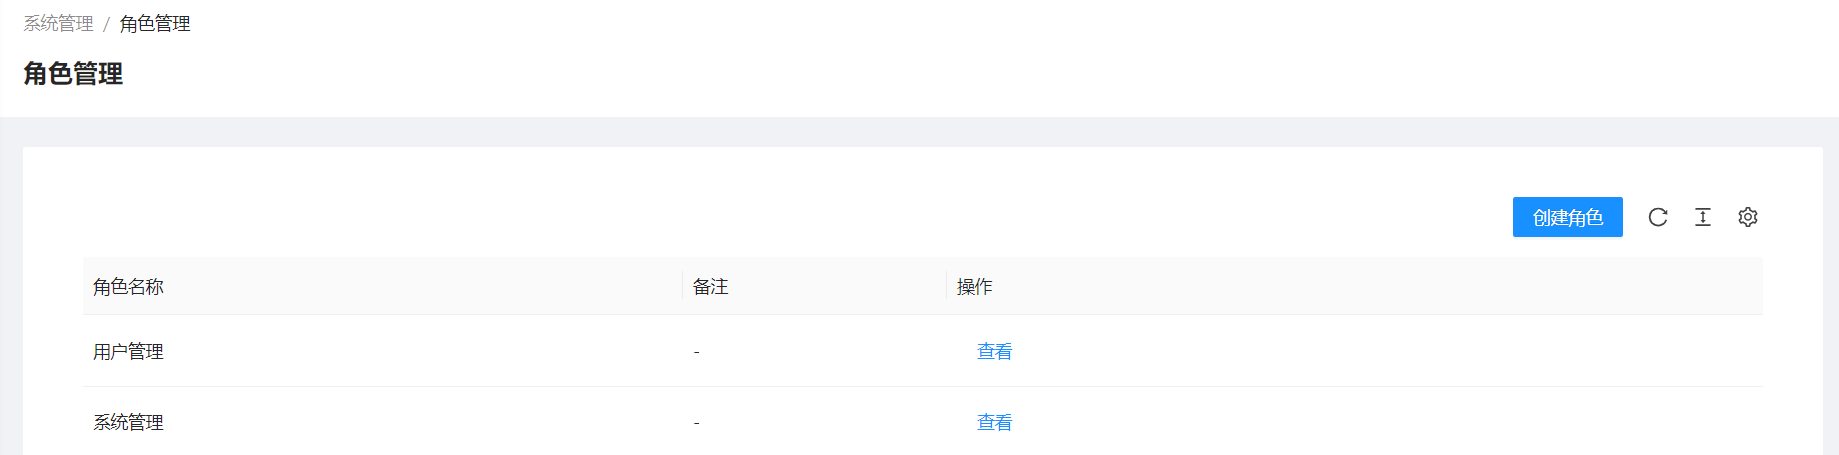 系统管理 / 角色管理
角色管理
创建角色
角色名称 备注 操作
用户管理 - 查看
系统管理 - 查看